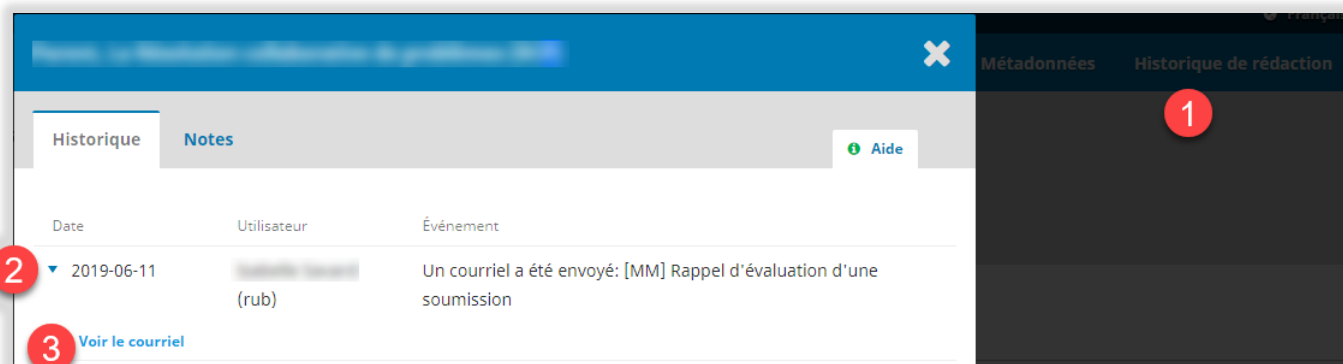 Métadonnées Historique de rédaction
1
Historique Notes
Aide
Date Utilisateur Événement
2 2019-06-11 Un courriel a été envoyé: [MM] Rappel d'évaluation d'une
(rub) soumission
3 Voir le courriel